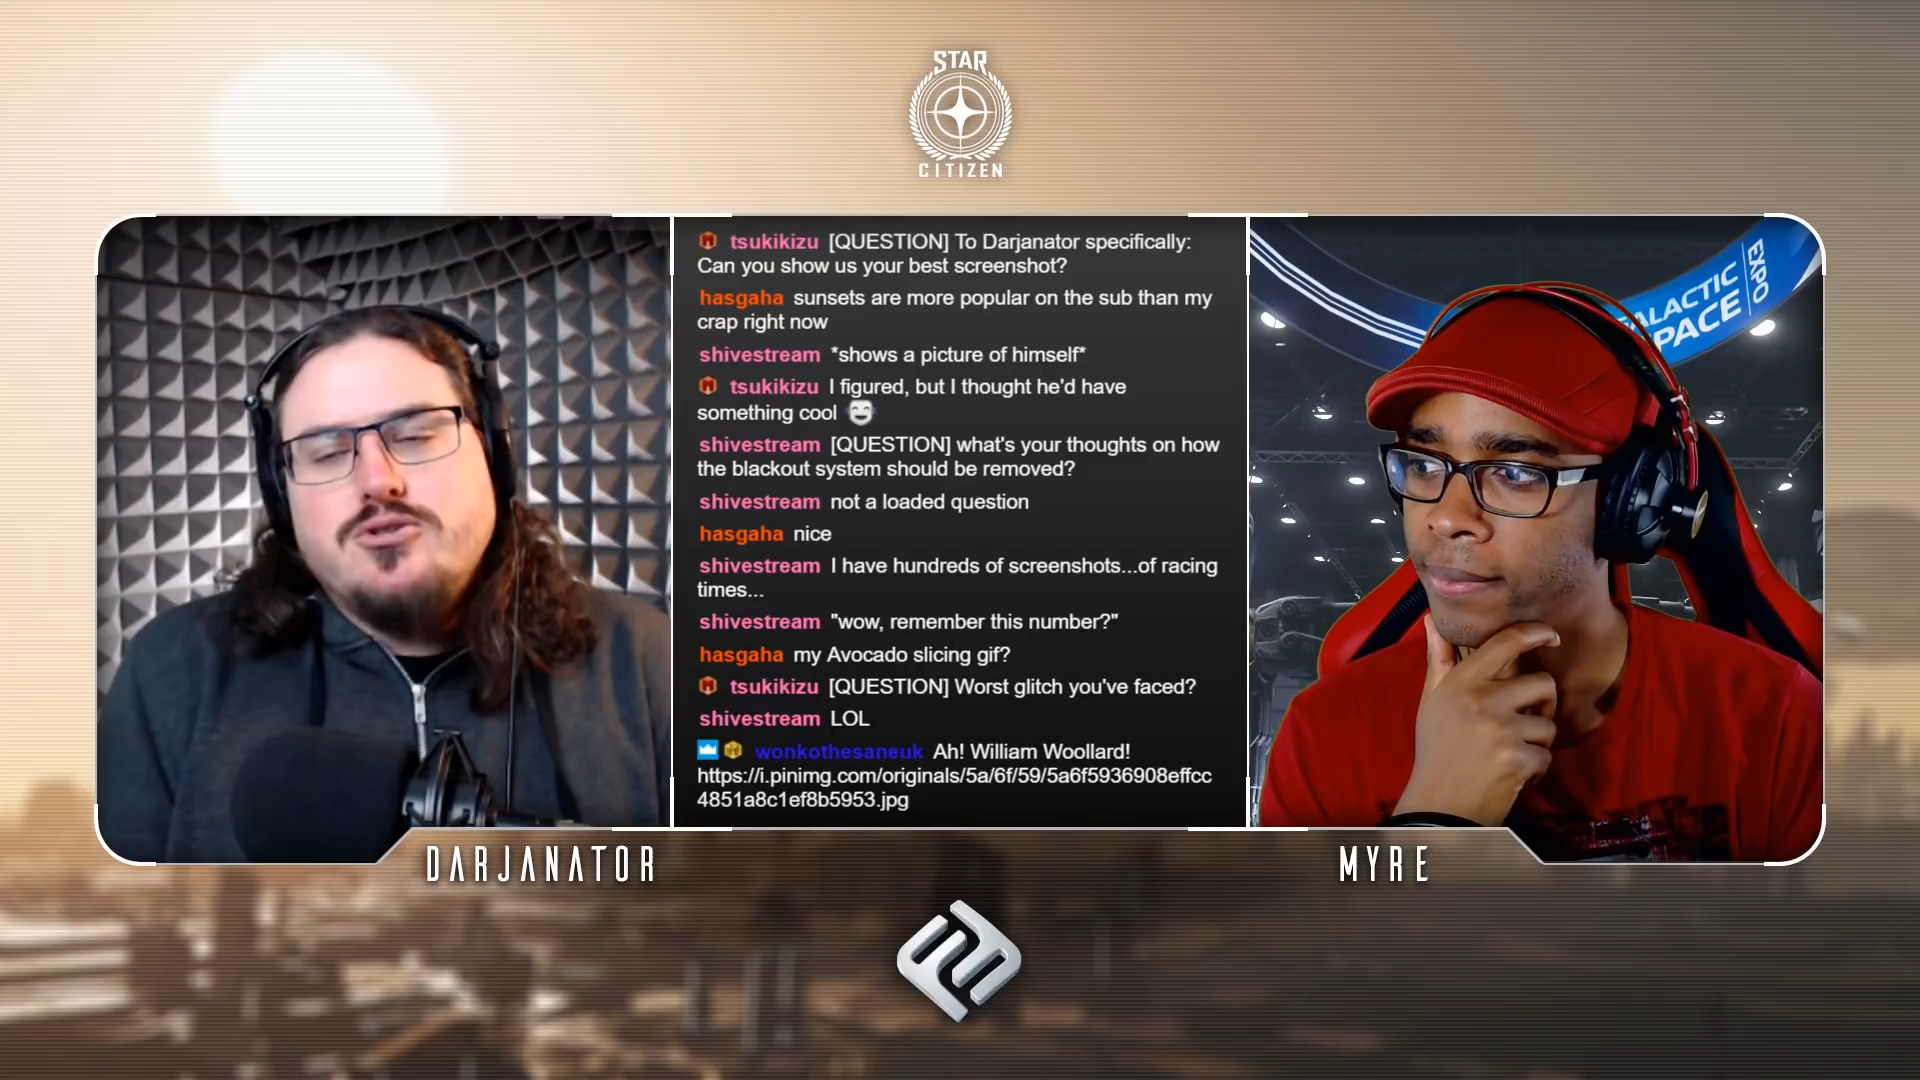 STAR
CITIZEN
tsukikizu [QUESTION] To Darjanator specifically:
Can you show us your best screenshot?
hasgaha sunsets are more popular on the sub than my
crap right now
shivestream *shows a picture of himself*
tsukikizu I figured, but I thought he'd have
something cool
shivestream [QUESTION] what's your thoughts on how
the blackout system should be removed?
shivestream not a loaded question
hasgaha nice
shivestream I have hundreds of screenshots...of racing
times...
shivestream "wow, remember this number?"
hasgaha my Avocado slicing gif?
tsukikizu [QUESTION] Worst glitch you've faced?
shivestream LOL
wonkothesaneuk Ah! William Woollard!
https://i.pinimg.com/originals/5a/6f/59/5a6f5936908effcc
4851a8c1ef8b5953.jpg
GALACTIC
SPACE
EXPO
DARJANATOR
MYRE